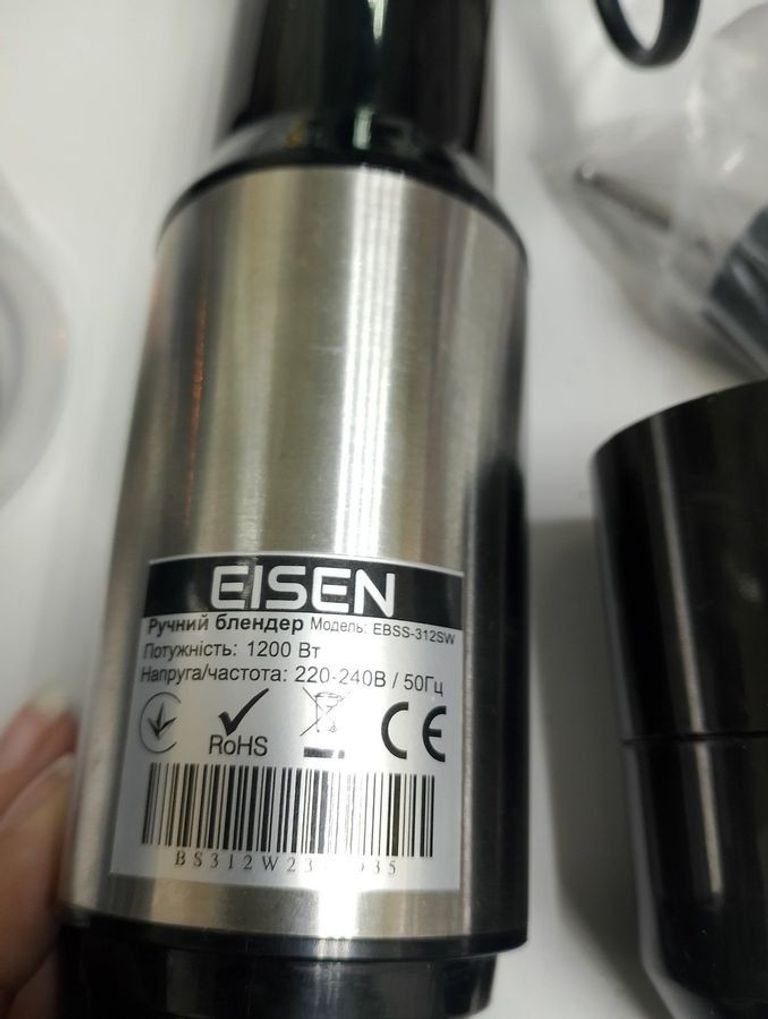 EISEN
Ручний блендер Модель: EBSS-312SW
Потужність: 1200 Вт
Напруга/частота: 220-240В / 50Гц
RoHS
CE